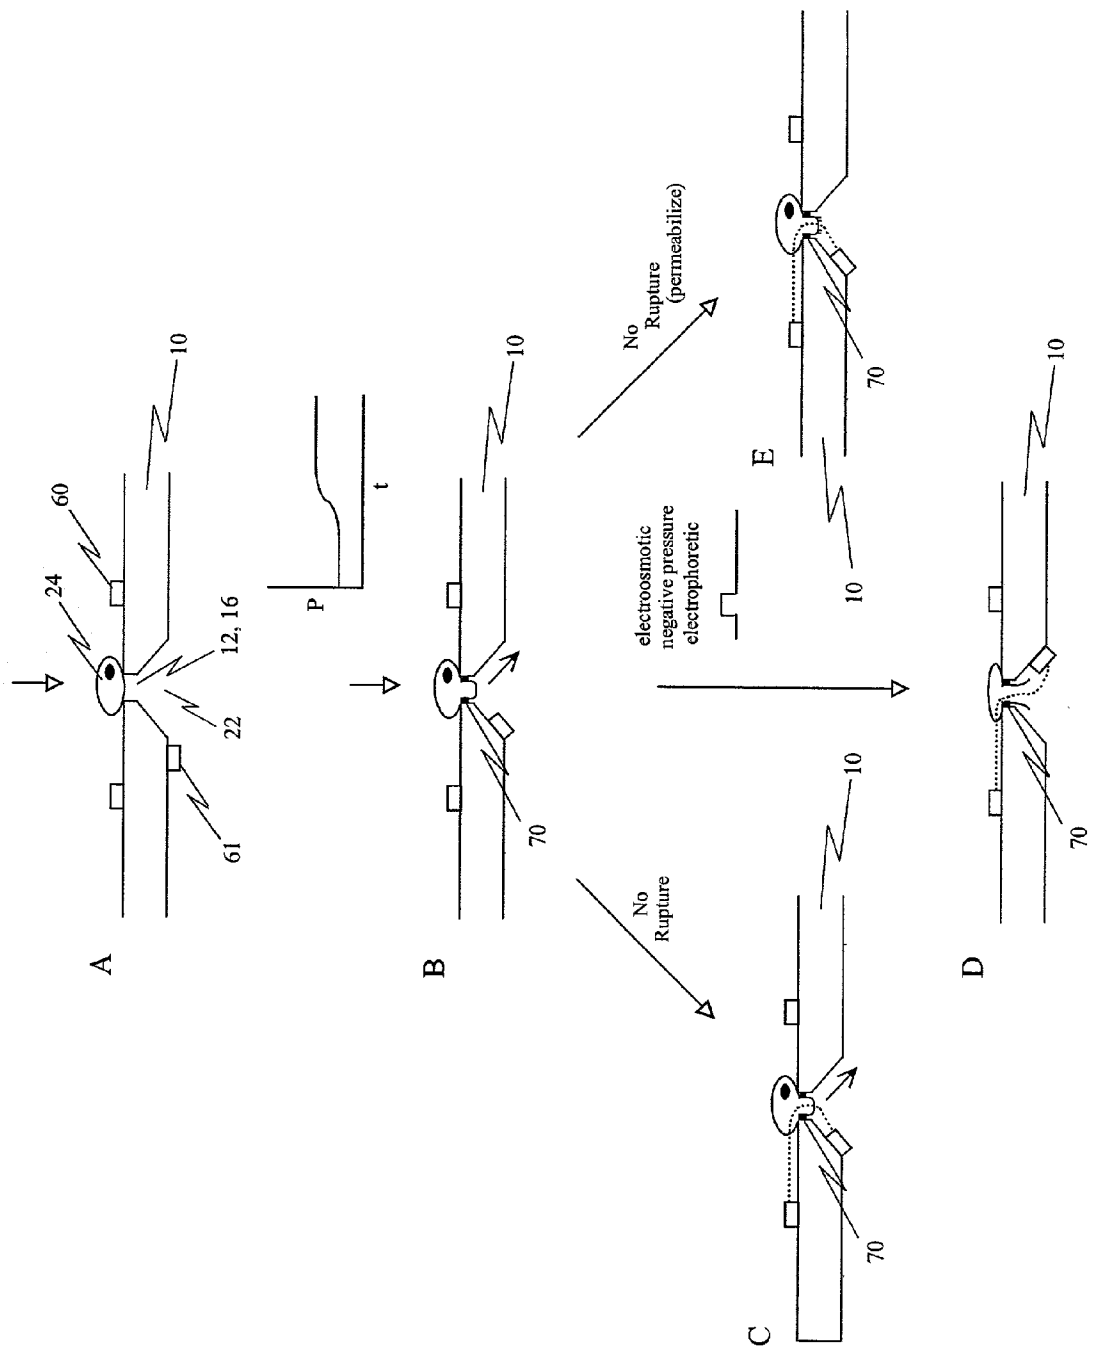 A
24
60
10
12, 16
22
61
P
t
B
10
70
No
Rupture
electroosmotic
negative pressure
electrophoretic
No
Rupture
(permeabilize)
C
10
70
D
10
70
E
10
70